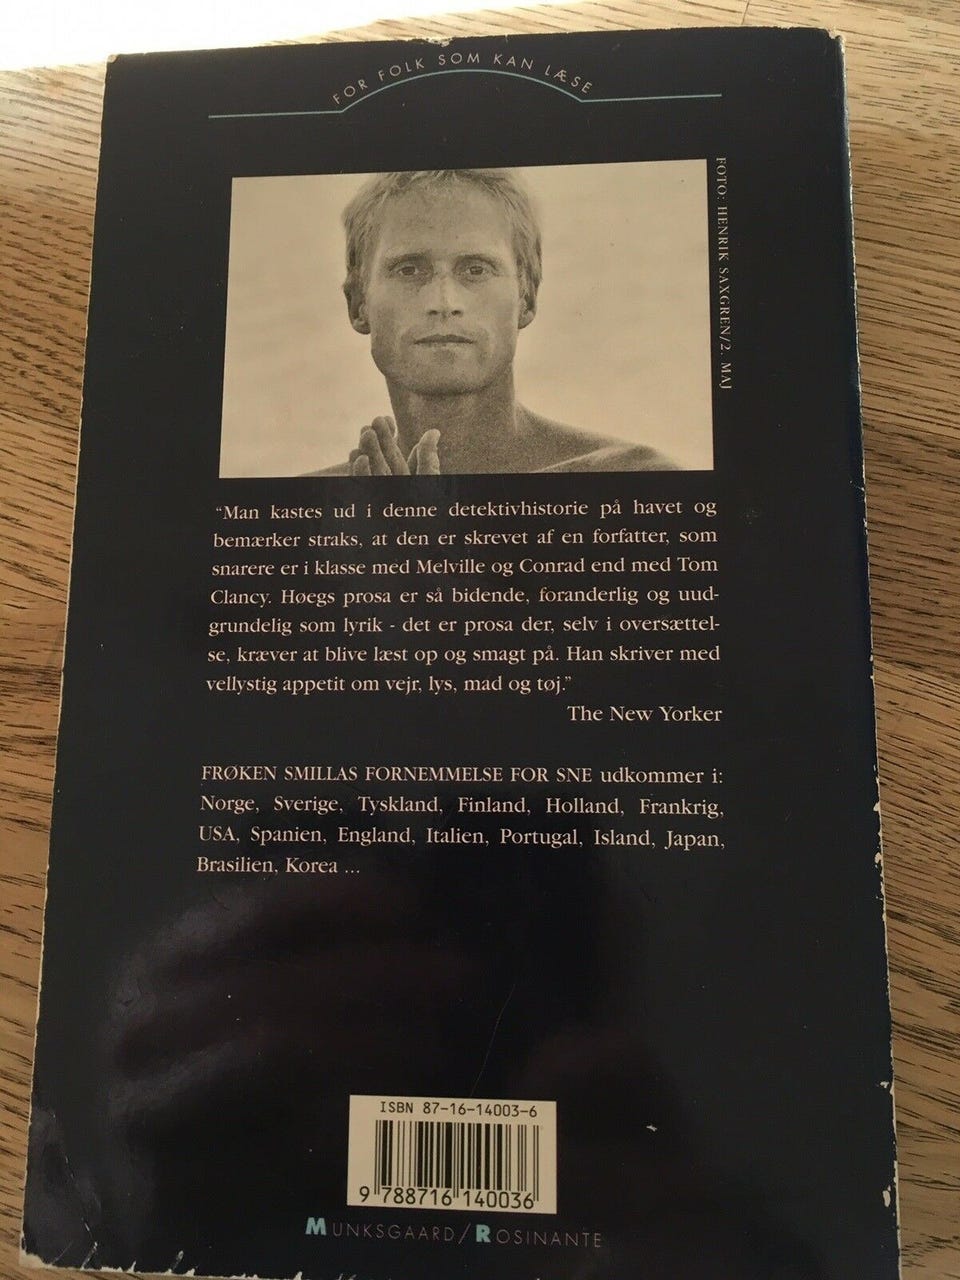 FOR FOLK SOM KAN LÆSE
FOTO: HENRIK SAXGREN/2. MAJ
“Man kastes ud i denne detektivhistorie på havet og
bemærker straks, at den er skrevet af en forfatter, som
snarere er i klasse med Melville og Conrad end med Tom
Clancy. Høegs prosa er så bidende, foranderlig og uud-
grundelig som lyrik - det er prosa der, selv i oversættel-
se, kræver at blive læst op og smagt på. Han skriver med
vellystig appetit om vejr, lys, mad og tøj.”
The New Yorker
FRØKEN SMILLAS FORNEMMELSE FOR SNE udkommer i:
Norge, Sverige, Tyskland, Finland, Holland, Frankrig,
USA, Spanien, England, Italien, Portugal, Island, Japan,
Brasilien, Korea ...
ISBN 87-16-14003-6
9 788716 140036
MUNKSGAARD/ROSINANTE